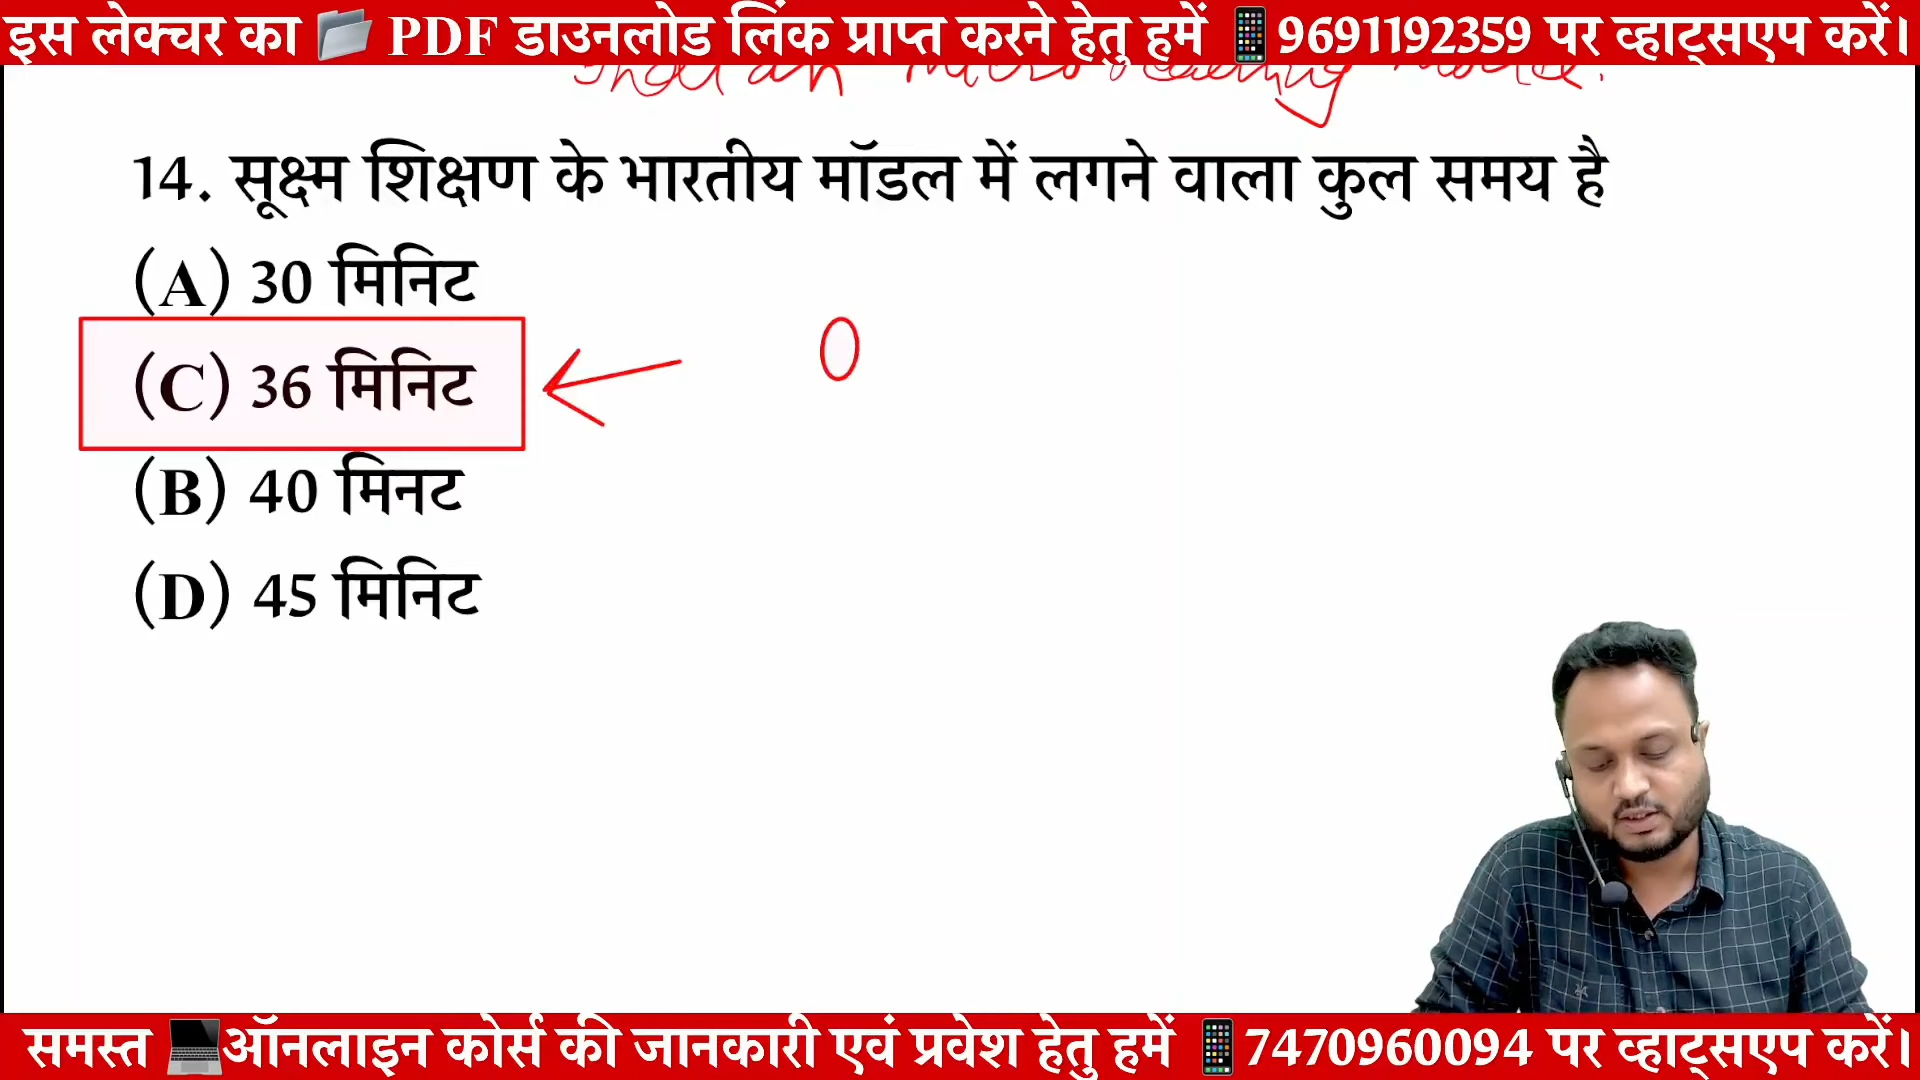 इस लेक्चर का PDF डाउनलोड लिंक प्राप्त करने हेतु हमें 9691192359 पर व्हाट्सएप करें।
14. सूक्ष्म शिक्षण के भारतीय मॉडल में लगने वाला कुल समय है
(A) 30 मिनिट
(C) 36 मिनिट
0
(B) 40 मिनट
(D) 45 मिनिट
समस्त ऑनलाइन कोर्स की जानकारी एवं प्रवेश हेतु हमें 7470960094 पर व्हाट्सएप करें।